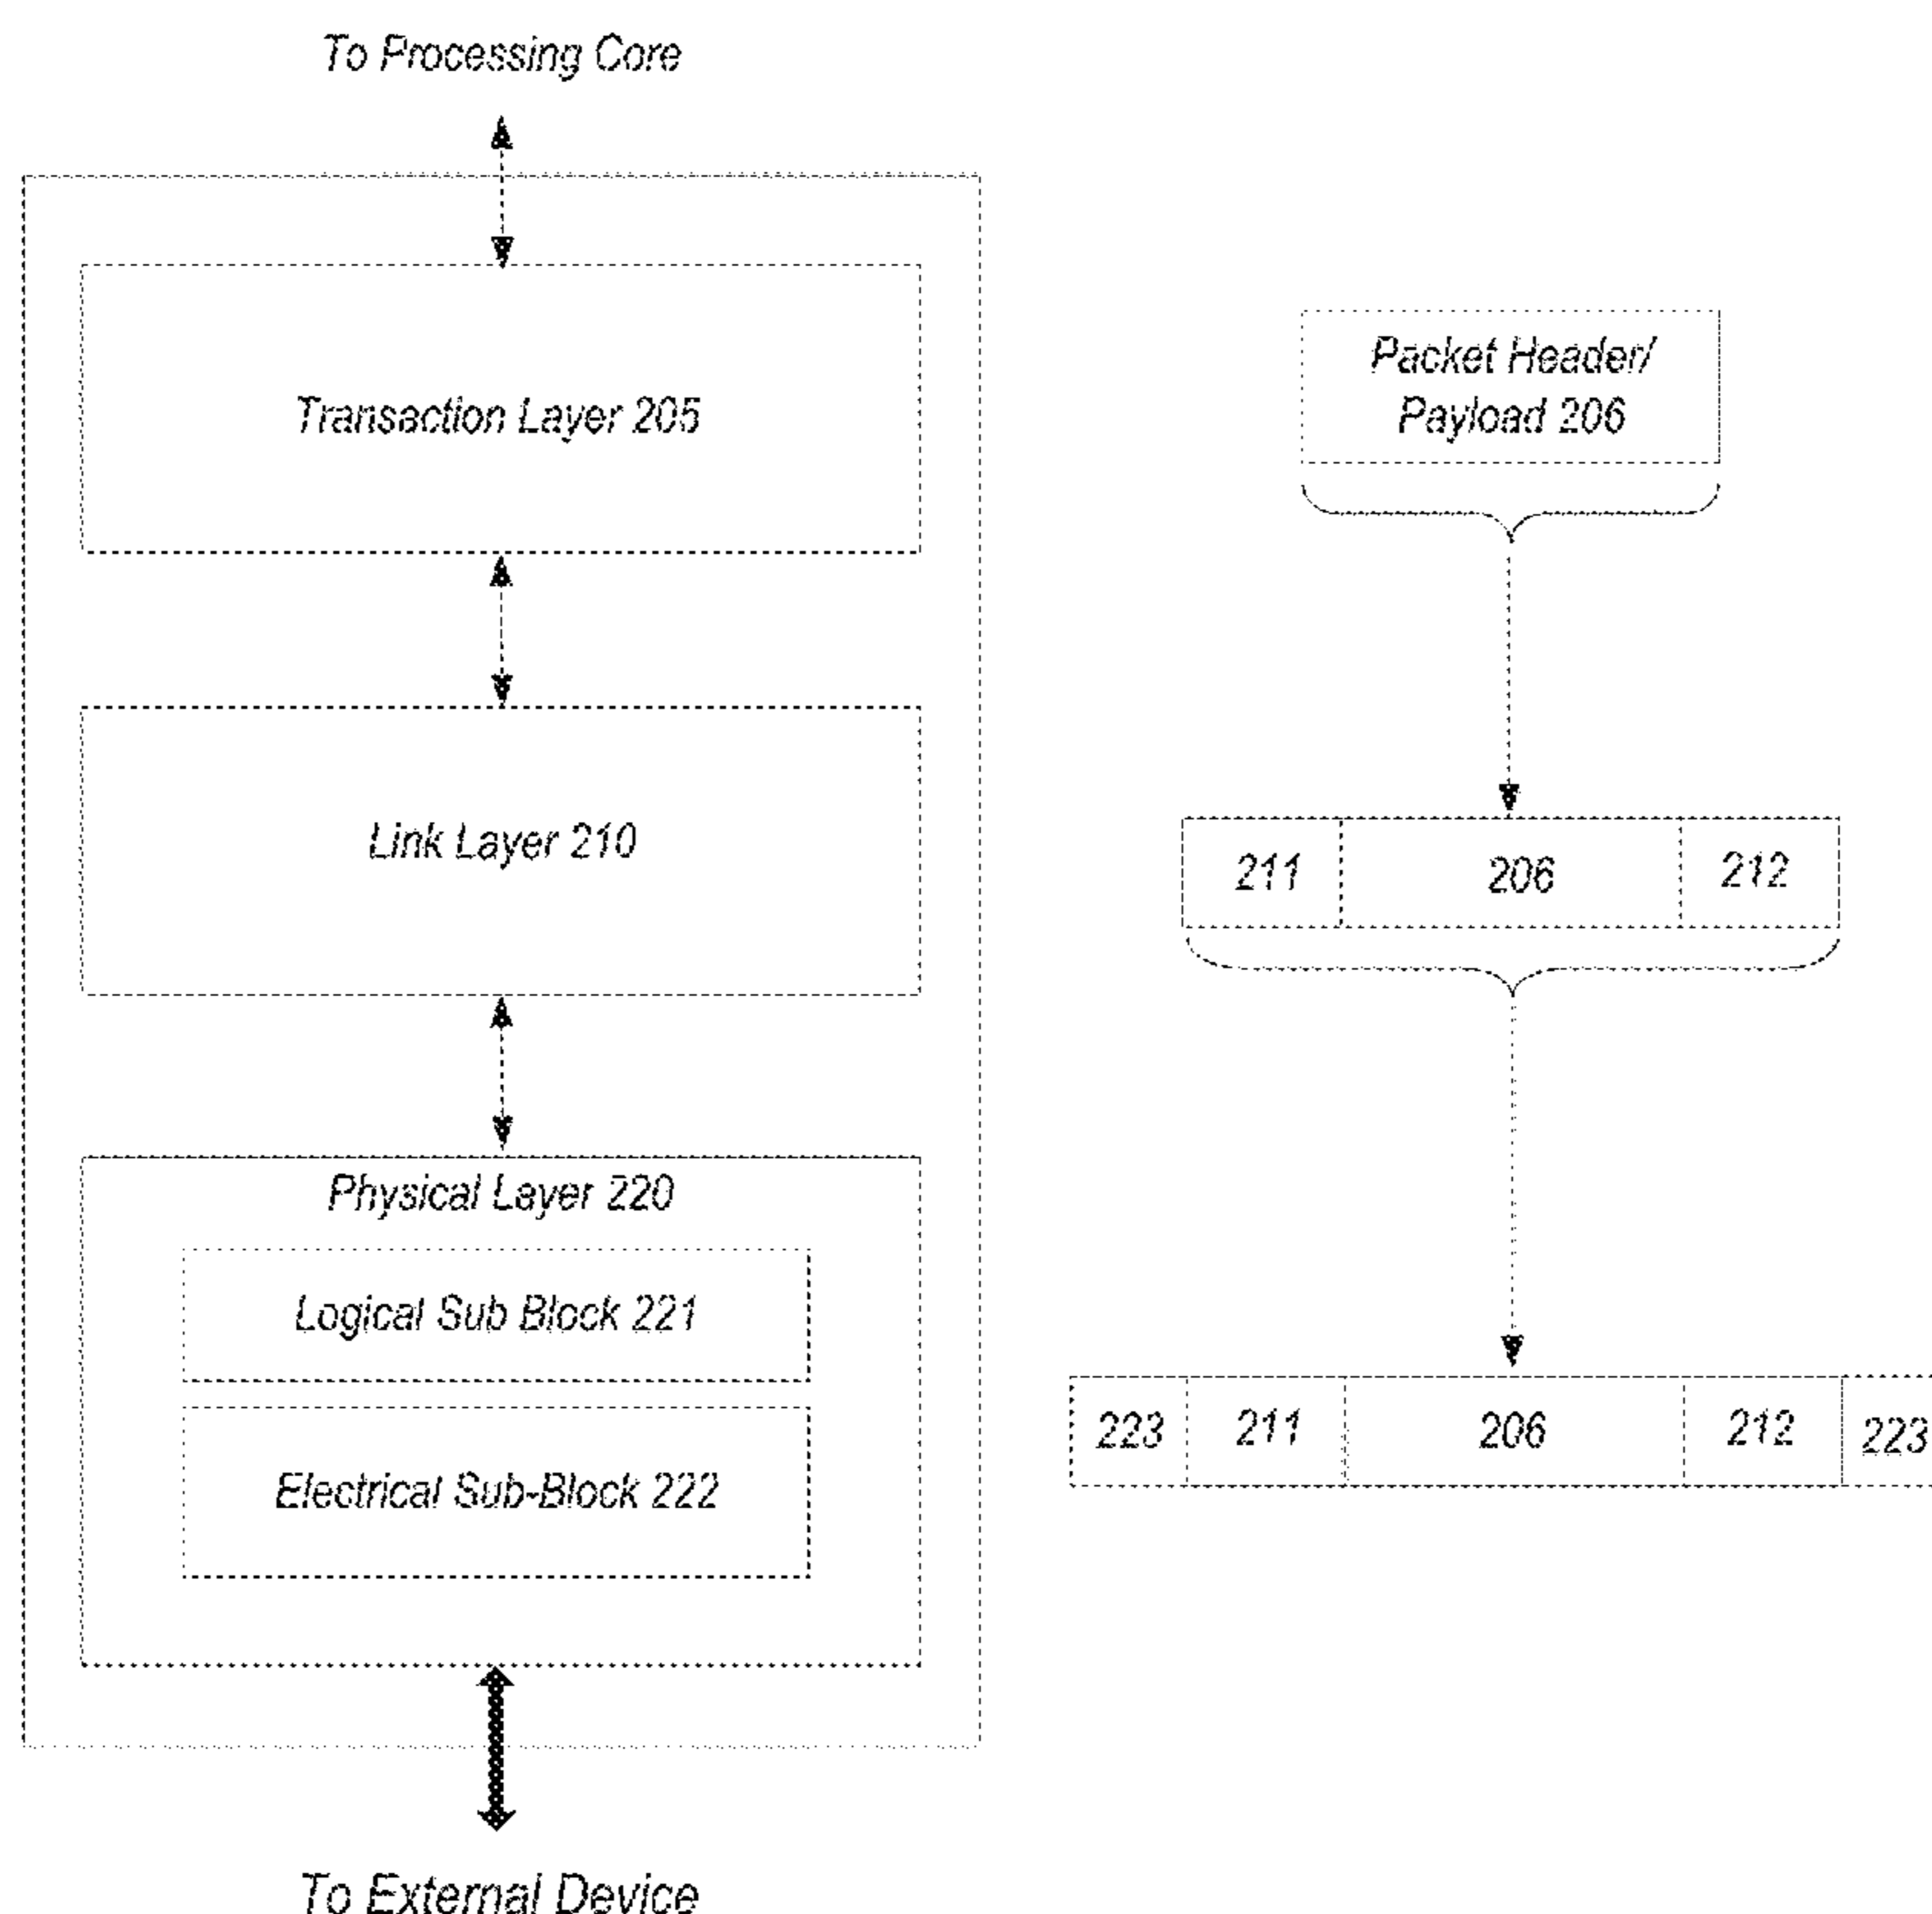 To Processing Core
Transaction Layer 205
Packet Header/
Payload 206
Link Layer 210
211 206 212
Physical Layer 220
Logical Sub Block 221
Electrical Sub-Block 222
223 211 206 212 223
To External Device